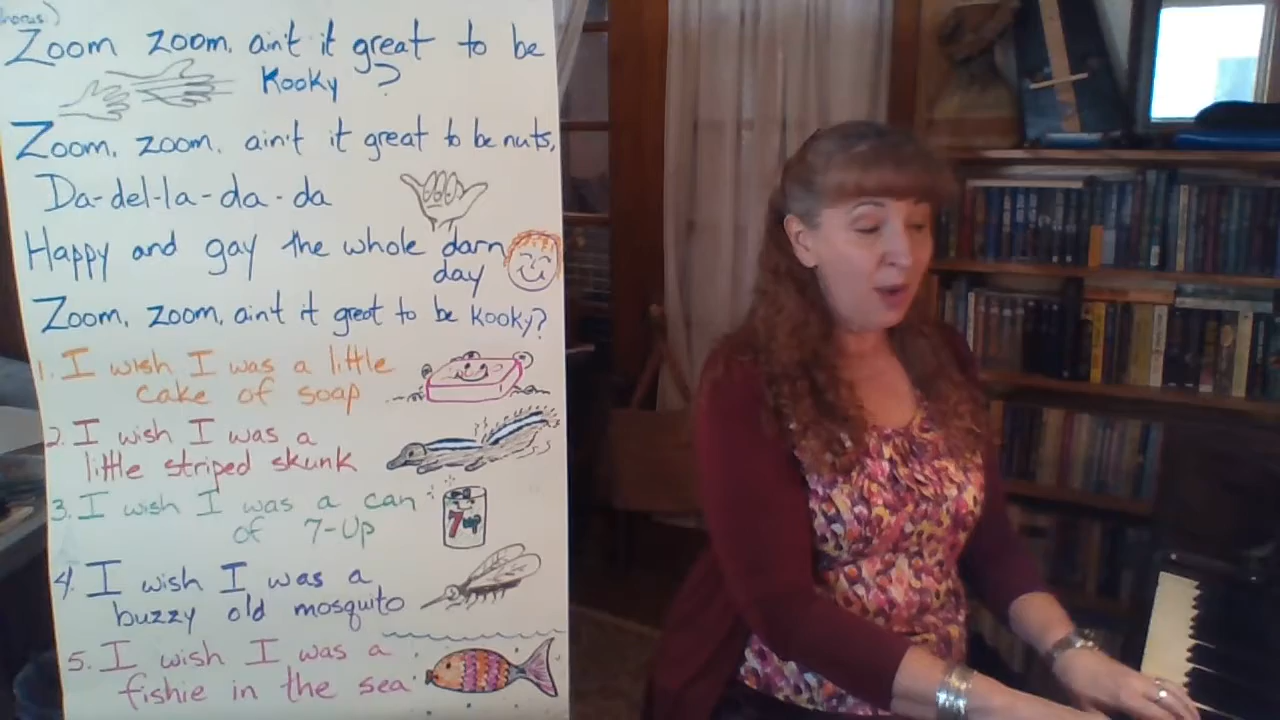 (horus.)
Zoom zoom, ain't it great to be
Kooky?
Zoom, zoom, ain't it great to be nuts,
Da-del-la-da-da
Happy and gay the whole darn
day
Zoom, zoom, ain't it great to be kooky?
1. I wish I was a little
cake of soap
2. I wish I was a
little striped skunk
3. I wish I was a can
of 7-Up
7up
4. I wish I was a
buzzy old mosquito
5. I wish I was a
fishie in the sea